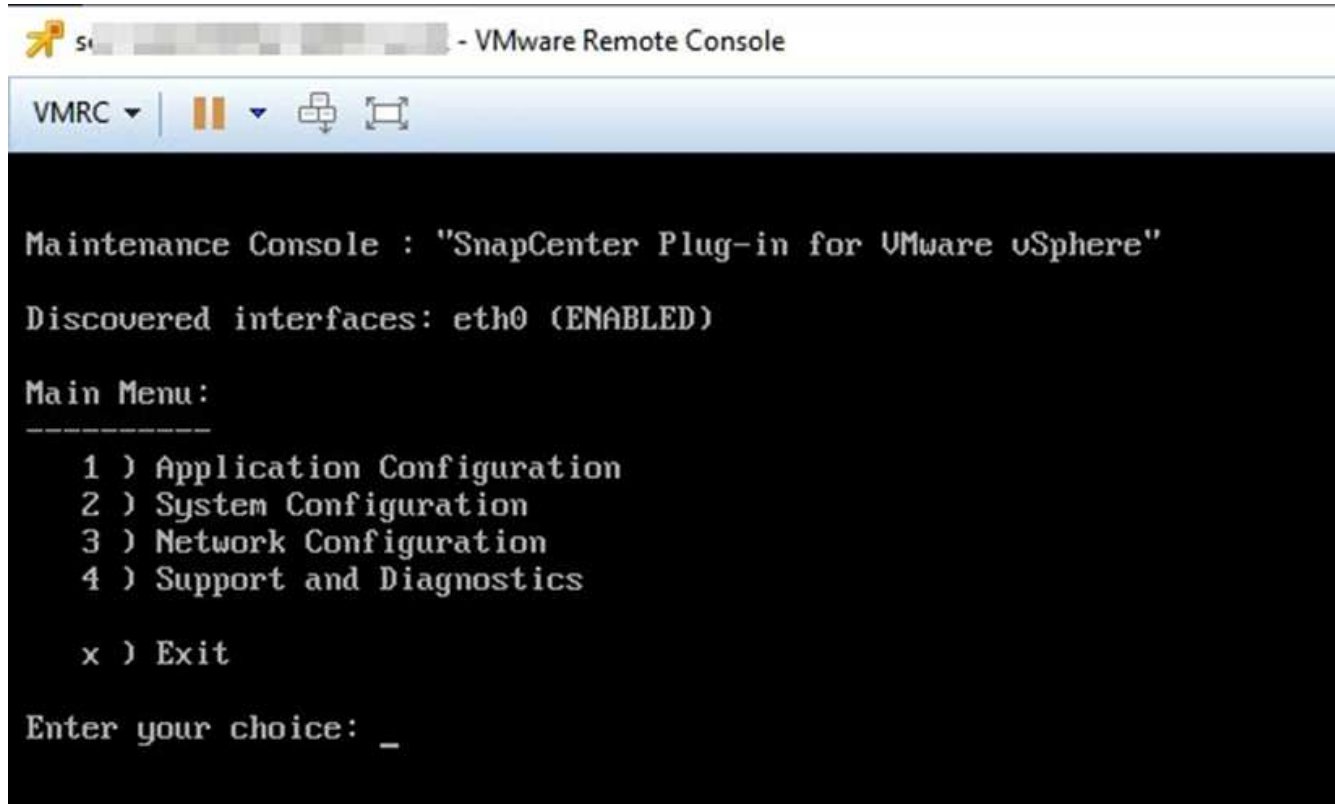 - VMware Remote Console
VMRC
Maintenance Console : "SnapCenter Plug-in for VMware vSphere"
Discovered interfaces: eth0 (ENABLED)
Main Menu:
----------
1 ) Application Configuration
2 ) System Configuration
3 ) Network Configuration
4 ) Support and Diagnostics
x ) Exit
Enter your choice: _